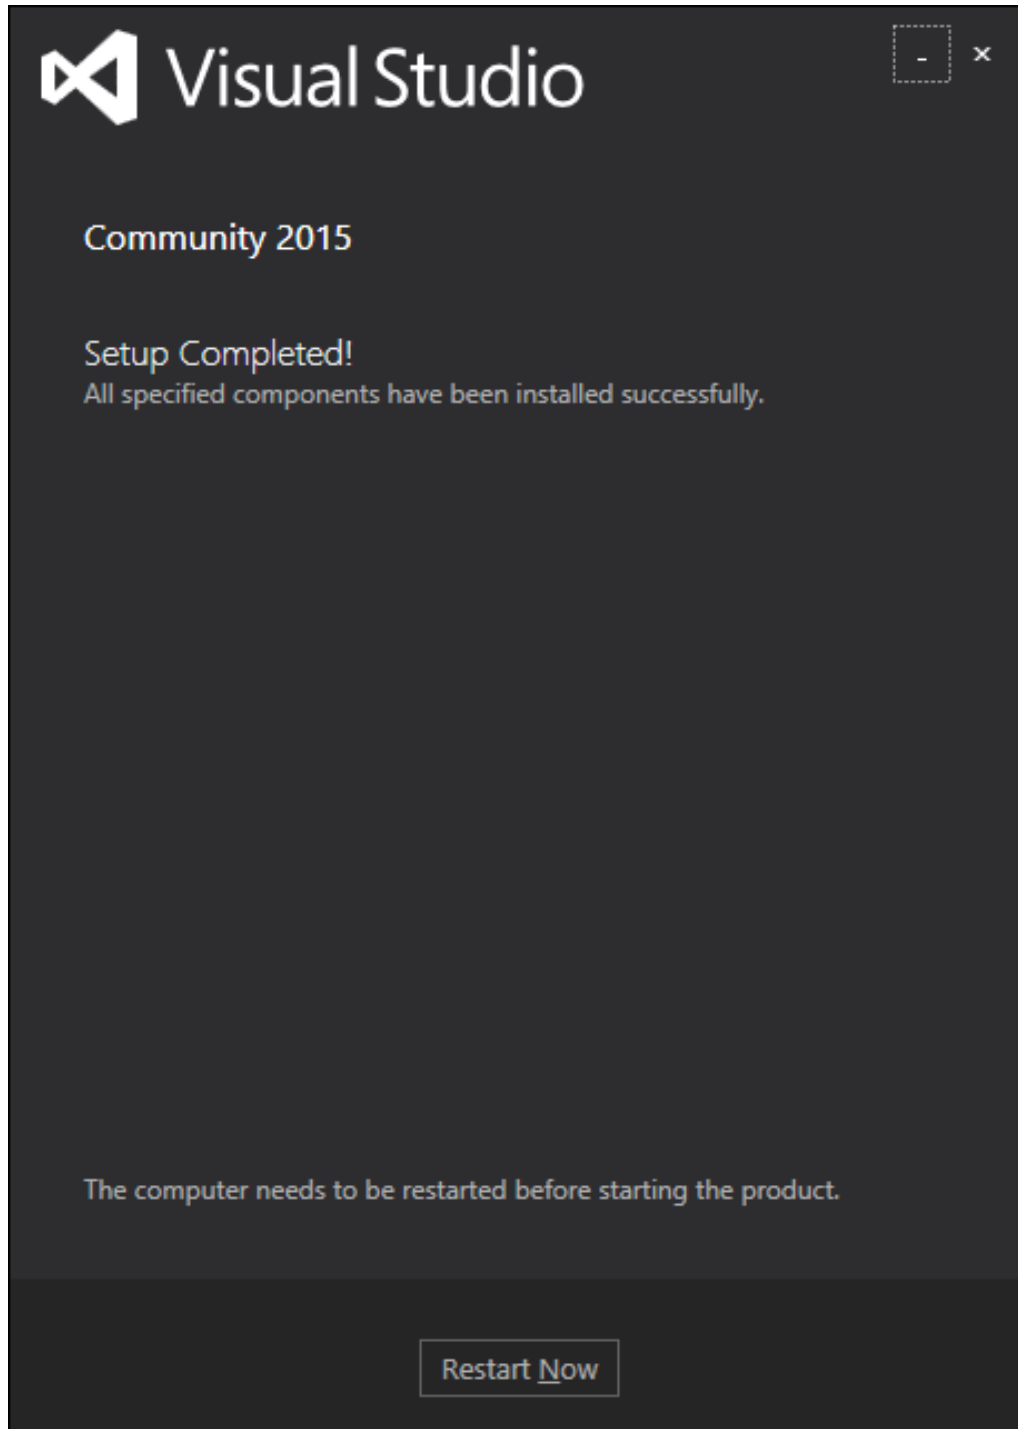 Visual Studio
Community 2015
Setup Completed!
All specified components have been installed successfully.
The computer needs to be restarted before starting the product.
Restart Now